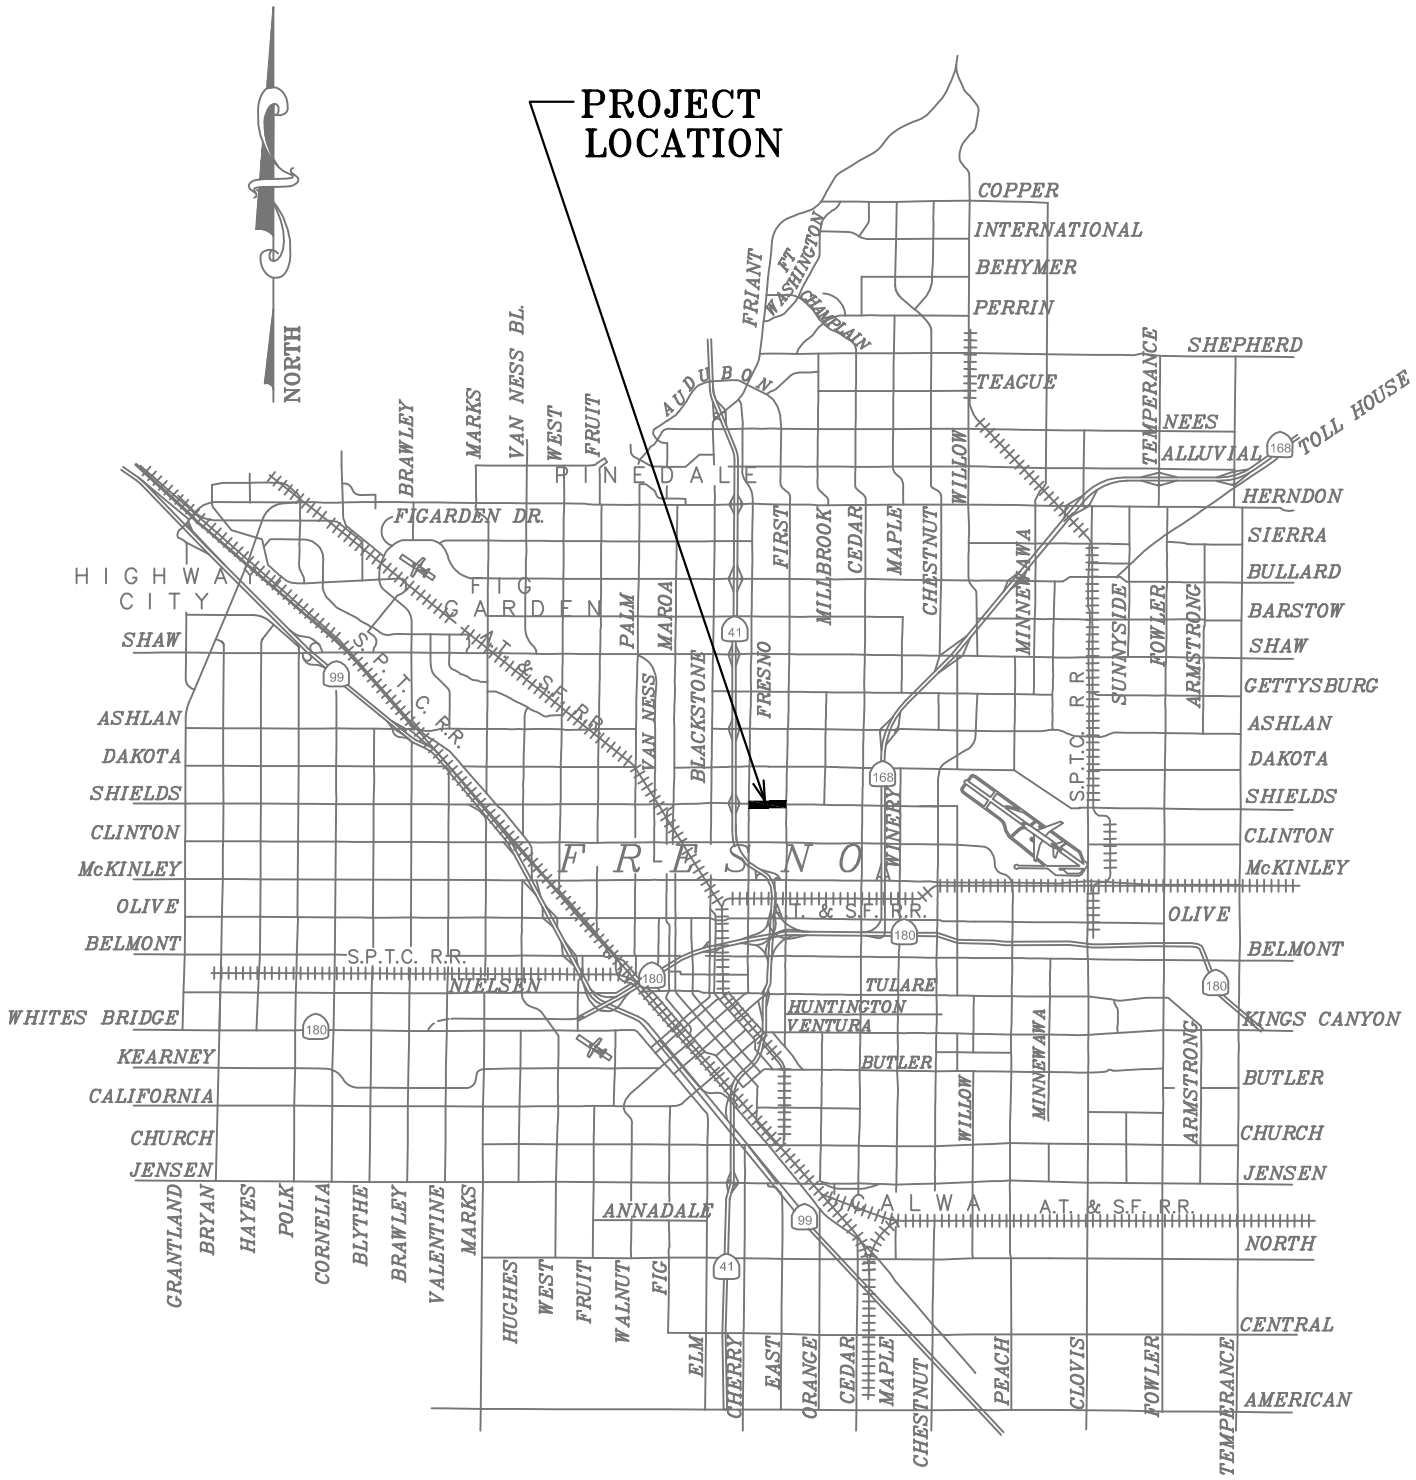 PROJECT
LOCATION
NORTH
COPPER
INTERNATIONAL
BEHYMER
PERRIN
FRIANT
FT
WASHINGTON
CHAMPLAIN
SHEPHERD
TEAGUE
AUDUBON
TEMPERANCE
NEES
ALLUVIAL
168
TOLL HOUSE
HERNDON
BRAWLEY
MARKS
VAN NESS BL.
WEST
FRUIT
PINEDALE
WILLOW
FIGARDEN DR.
FIRST
MILLBROOK
CEDAR
MAPLE
CHESTNUT
MINNEWAWA
SIERRA
BULLARD
BARSTOW
SHAW
GETTYSBURG
ASHLAN
DAKOTA
SHIELDS
CLINTON
McKINLEY
HIGHWAY
CITY
FIG
GARDEN
PALM
MAROA
41
SUNNYSIDE
FOWLER
ARMSTRONG
SHAW
S. P. T. C. R.R.
A.T. & S.F. R.R.
99
VAN NESS
BLACKSTONE
FRESNO
S.P.T.C. R R
ASHLAN
DAKOTA
SHIELDS
CLINTON
McKINLEY
OLIVE
BELMONT
168
WINERY
FRESNO
A
T. & S.F. R.R.
OLIVE
180
BELMONT
S.P.T.C. R.R.
NIELSEN
180
180
TULARE
HUNTINGTON
VENTURA
KINGS CANYON
WHITES BRIDGE
180
KEARNEY
CALIFORNIA
CHURCH
JENSEN
BUTLER
WILLOW
MINNEWAWA
ARMSTRONG
BUTLER
CHURCH
JENSEN
GRANTLAND
BRYAN
HAYES
POLK
CORNELIA
BLYTHE
BRAWLEY
VALENTINE
MARKS
ANNADALE
99
CALWA
A.T. & S.F. R.R.
NORTH
HUGHES
WEST
FRUIT
WALNUT
FIG
41
CENTRAL
ELM
CHERRY
EAST
ORANGE
CEDAR
MAPLE
CHESTNUT
PEACH
CLOVIS
FOWLER
TEMPERANCE
AMERICAN